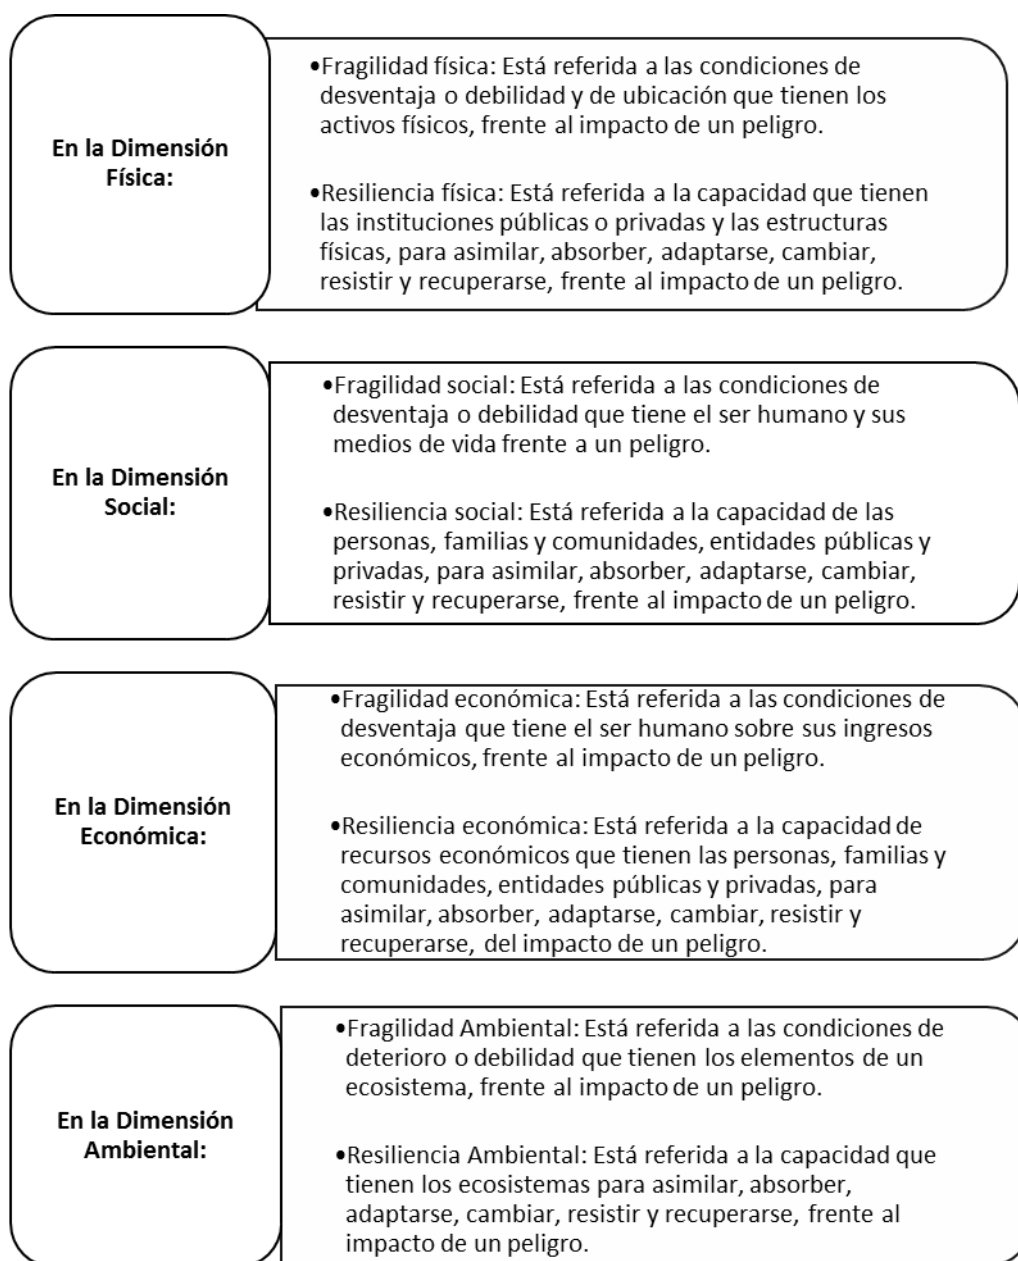 En la Dimensión
Física:
•Fragilidad física: Está referida a las condiciones de
desventaja o debilidad y de ubicación que tienen los
activos físicos, frente al impacto de un peligro.
•Resiliencia física: Está referida a la capacidad que tienen
las instituciones públicas o privadas y las estructuras
físicas, para asimilar, absorber, adaptarse, cambiar,
resistir y recuperarse, frente al impacto de un peligro.
En la Dimensión
Social:
•Fragilidad social: Está referida a las condiciones de
desventaja o debilidad que tiene el ser humano y sus
medios de vida frente a un peligro.
•Resiliencia social: Está referida a la capacidad de las
personas, familias y comunidades, entidades públicas y
privadas, para asimilar, absorber, adaptarse, cambiar,
resistir y recuperarse, frente al impacto de un peligro.
En la Dimensión
Económica:
•Fragilidad económica: Está referida a las condiciones de
desventaja que tiene el ser humano sobre sus ingresos
económicos, frente al impacto de un peligro.
•Resiliencia económica: Está referida a la capacidad de
recursos económicos que tienen las personas, familias y
comunidades, entidades públicas y privadas, para
asimilar, absorber, adaptarse, cambiar, resistir y
recuperarse, del impacto de un peligro.
En la Dimensión
Ambiental:
•Fragilidad Ambiental: Está referida a las condiciones de
deterioro o debilidad que tienen los elementos de un
ecosistema, frente al impacto de un peligro.
•Resiliencia Ambiental: Está referida a la capacidad que
tienen los ecosistemas para asimilar, absorber,
adaptarse, cambiar, resistir y recuperarse, frente al
impacto de un peligro.